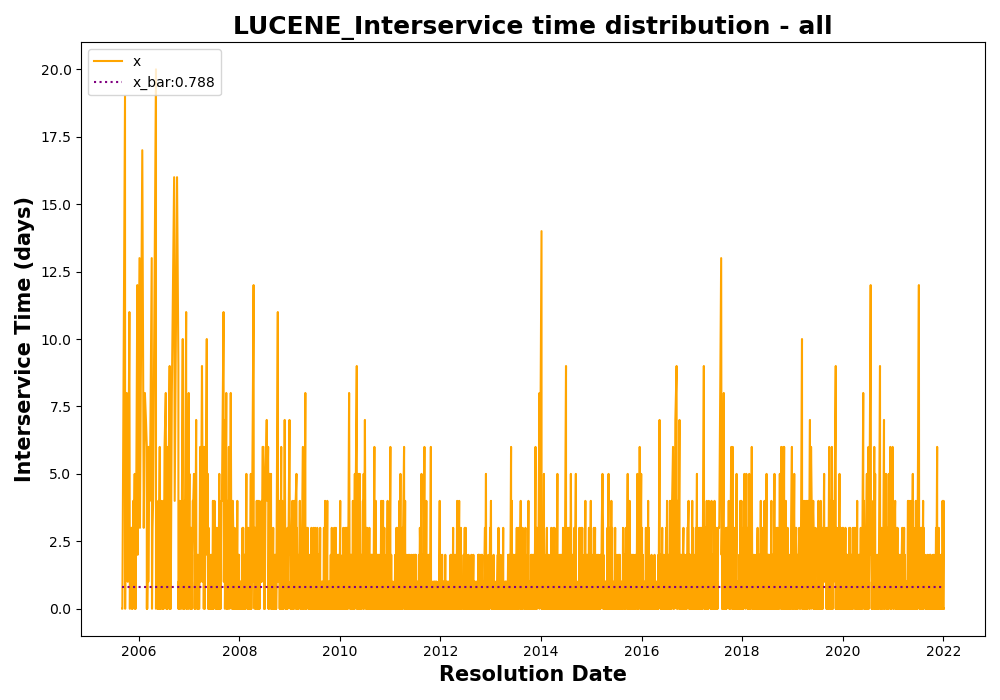 LUCENE_Interservice time distribution - all
x
x_bar:0.788
Interservice Time (days)
20.0
17.5
15.0
12.5
10.0
7.5
5.0
2.5
0.0
2006 2008 2010 2012 2014 2016 2018 2020 2022
Resolution Date